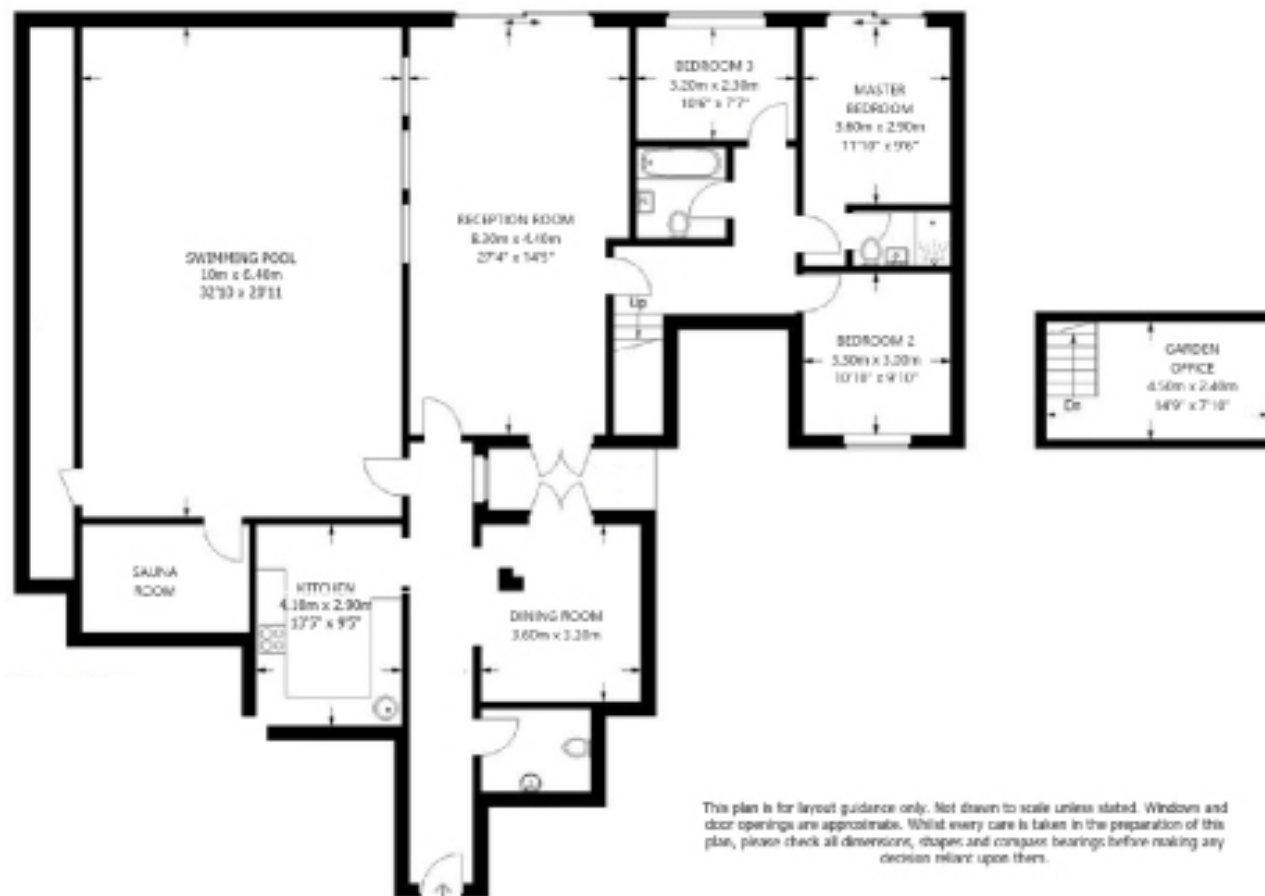 SWIMMING POOL
10m x 6.40m
32'10 x 20'11
RECEPTION ROOM
8.30m x 4.40m
27'4" x 14'5"
BEDROOM 3
3.20m x 2.30m
10'6" x 7'7"
MASTER
BEDROOM
3.60m x 2.90m
11'10" x 9'6"
Up
BEDROOM 2
3.30m x 3.00m
10'10" x 9'10"
GARDEN
OFFICE
4.50m x 2.40m
14'9" x 7'10"
Dn
SAUNA
ROOM
KITCHEN
4.10m x 2.90m
13'5" x 9'5"
DINING ROOM
3.60m x 3.20m
This plan is for layout guidance only. Not drawn to scale unless stated. Windows and
door openings are approximate. Whilst every care is taken in the preparation of this
plan, please check all dimensions, shapes and compass bearings before making any
decision reliant upon them.